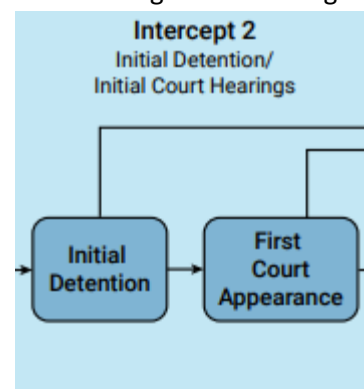 Intercept 2
Initial Detention/
Initial Court Hearings
Initial
Detention
First
Court
Appearance